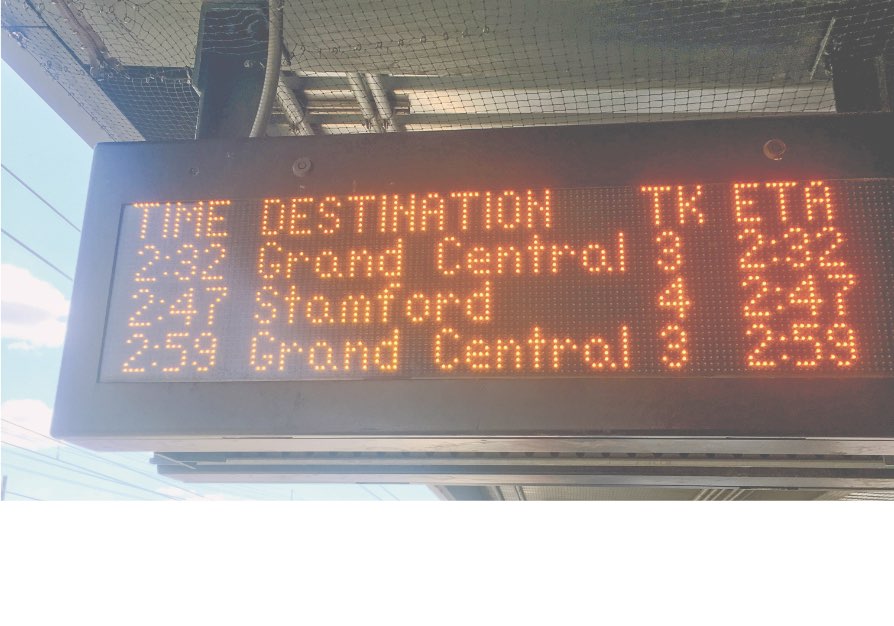 TIME DESTINATION TK ETA
2:32 Grand Central 3 2:32
2:47 Stamford 4 2:47
2:59 Grand Central 3 2:59